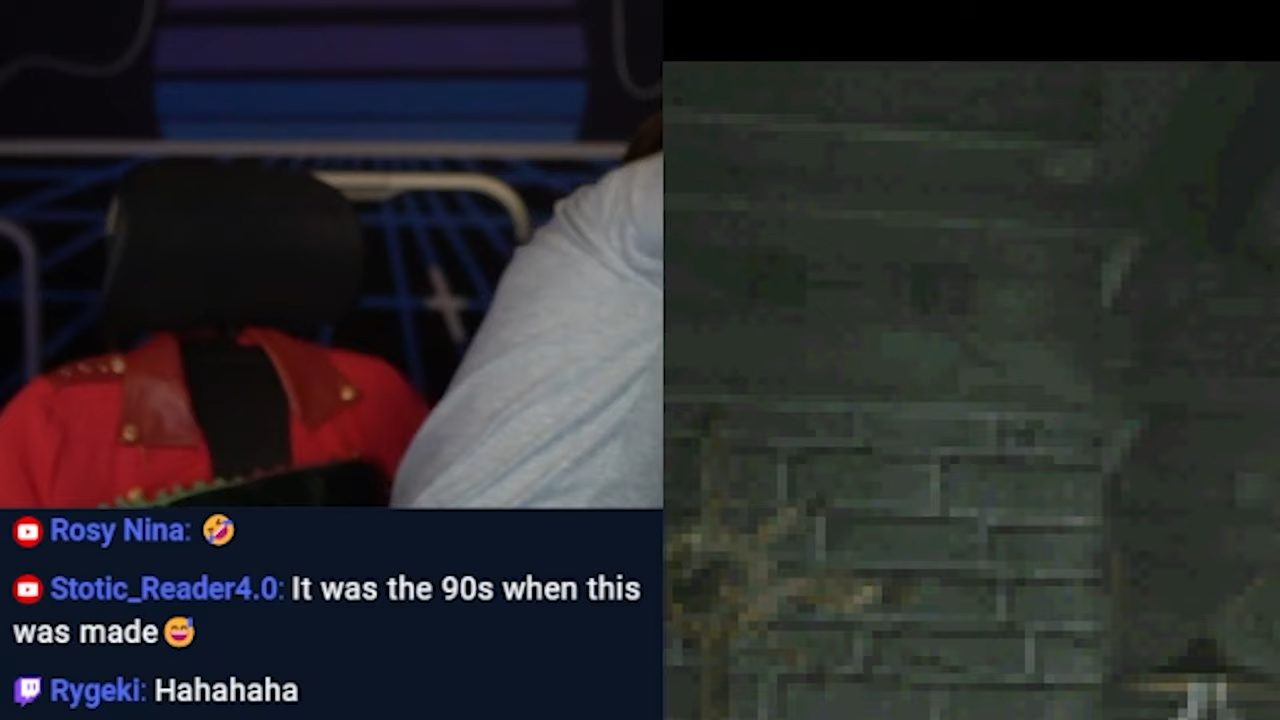 Rosy Nina: 🤣
Stotic_Reader4.0: It was the 90s when this
was made😅
Rygeki: Hahahaha